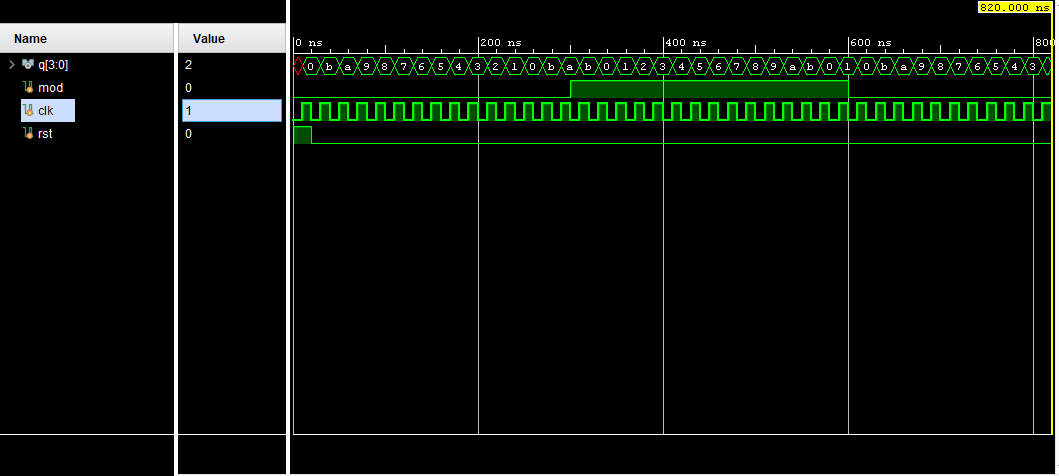 820.000 ns
Name Value
0 ns 200 ns 400 ns 600 ns 800
q[3:0] 2 0 b a 9 8 7 6 5 4 3 2 1 0 b a b 0 1 2 3 4 5 6 7 8 9 a b 0 1 0 b a 9 8 7 6 5 4 3
mod 0
clk 1
rst 0